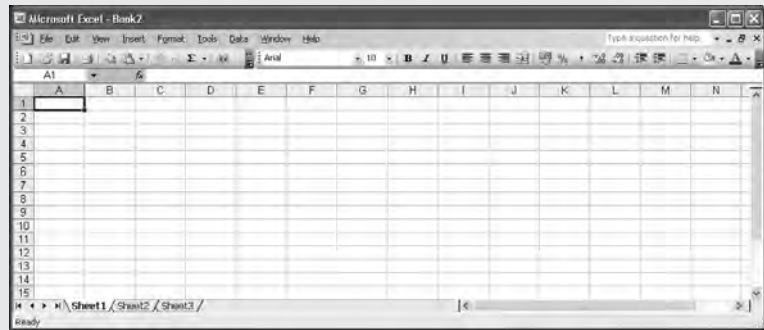 Microsoft Excel - Book2
File Edit View Insert Format Tools Data Window Help Type a question for help
Σ Arial 10 B I U % A
A1 fx
A B C D E F G H I J K L M N
1
2
3
4
5
6
7
8
9
10
11
12
13
14
15
Sheet1 Sheet2 Sheet3
Ready